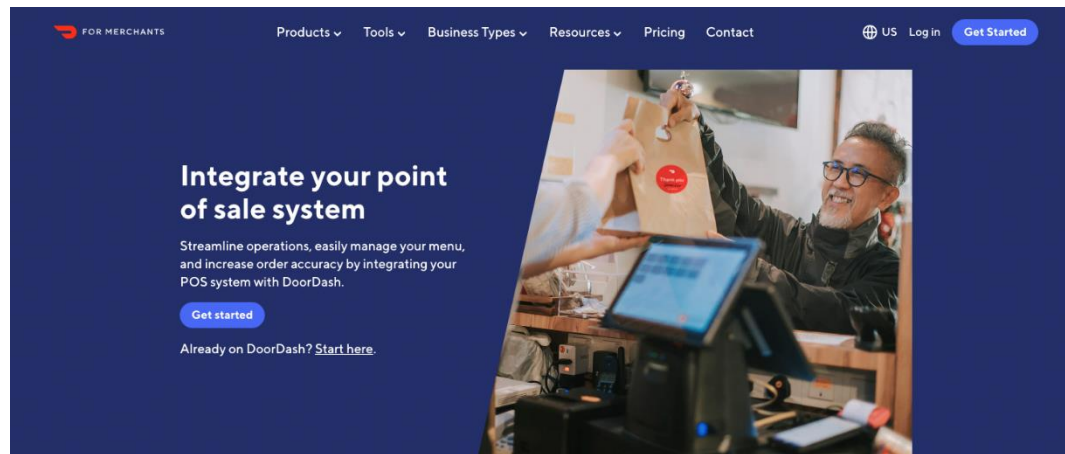 FOR MERCHANTS
Products
Tools
Business Types
Resources
Pricing
Contact
US
Log in
Get Started
Integrate your point
of sale system
Streamline operations, easily manage your menu,
and increase order accuracy by integrating your
POS system with DoorDash.
Get started
Already on DoorDash? Start here.
Thank you